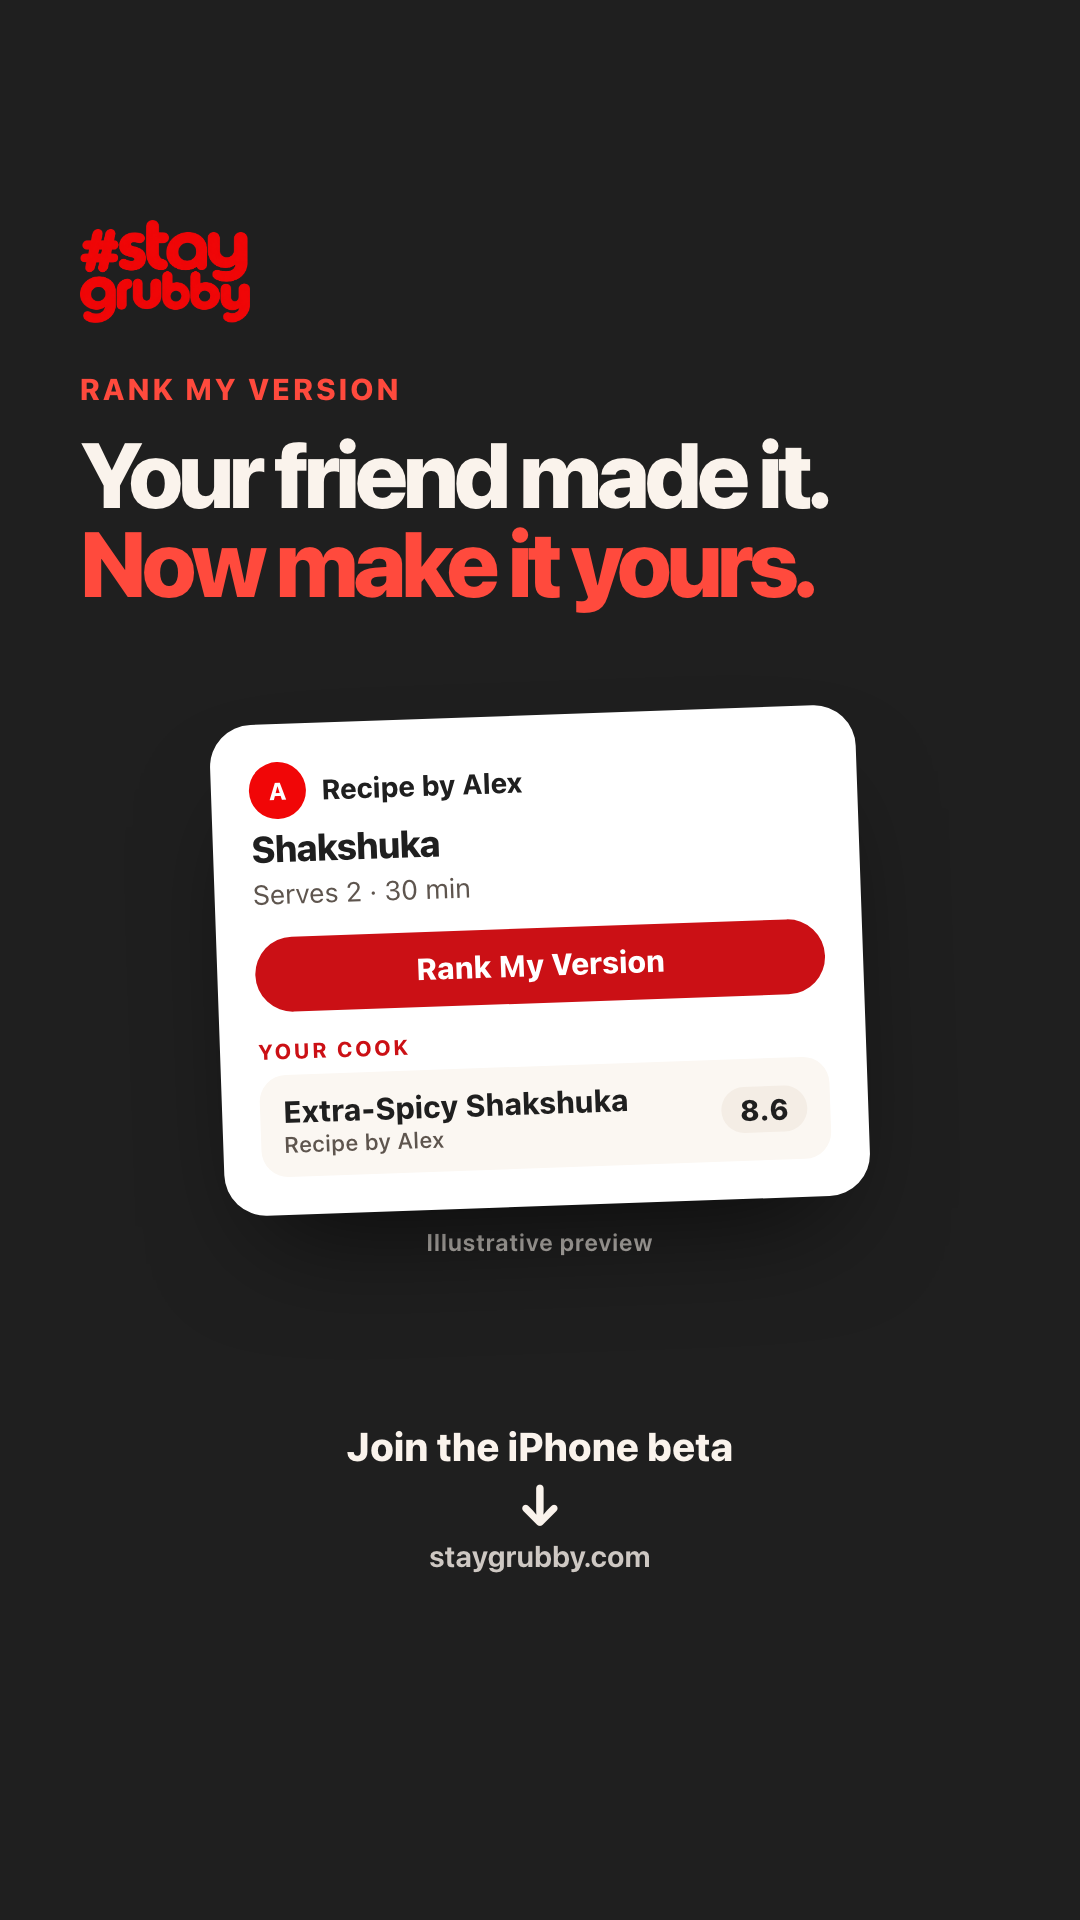 #stay
grubby
RANK MY VERSION
Your friend made it.
Now make it yours.
A
Recipe by Alex
Shakshuka
Serves 2 · 30 min
Rank My Version
YOUR COOK
Extra-Spicy Shakshuka
8.6
Recipe by Alex
Illustrative preview
Join the iPhone beta
staygrubby.com